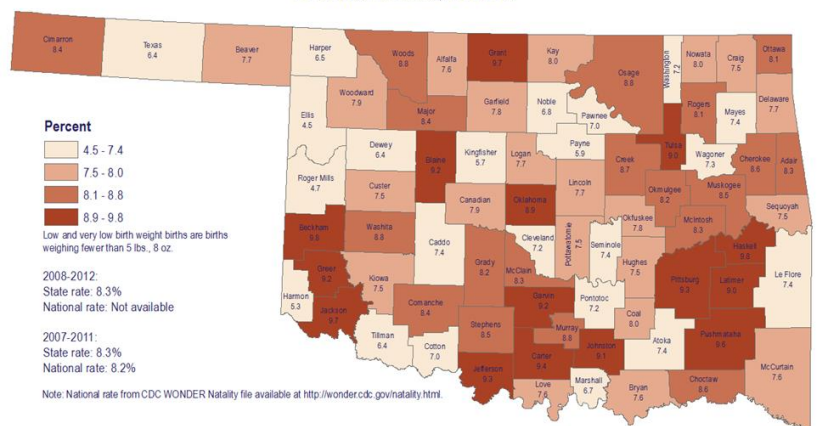 Cimarron
8.4
Texas
6.4
Beaver
7.7
Harper
6.5
Woods
8.8
Alfalfa
7.6
Grant
9.7
Kay
8.0
Osage
8.8
Washington
7.2
Nowata
8.0
Craig
7.5
Ottawa
8.1
Woodward
7.9
Major
8.4
Garfield
7.8
Noble
6.8
Pawnee
7.0
Rogers
8.1
Mayes
7.4
Delaware
7.7
Ellis
4.5
Dewey
6.4
Blaine
9.2
Kingfisher
5.7
Logan
7.7
Payne
5.9
Creek
8.7
Tulsa
9.0
Wagoner
7.3
Cherokee
8.6
Adair
8.3
Roger Mills
4.7
Custer
7.5
Canadian
7.9
Oklahoma
8.9
Lincoln
7.7
Okmulgee
8.2
Muskogee
8.5
Sequoyah
7.5
Beckham
Washita
8.8
Caddo
7.4
Grady
8.2
McClain
8.3
Cleveland
7.2
Pottawatomie
7.5
Seminole
7.4
Okfuskee
7.8
McIntosh
8.3
Haskell
Hughes
7.5
Pittsburg
9.3
Latimer
Le Flore
7.4
Greer
9.2
Kiowa
7.5
Harmon
Jackson
9.7
Comanche
8.4
Tillman
6.4
Cotton
7.0
Stephens
8.5
Garvin
9.2
Murray
8.8
Pontotoc
7.2
Coal
8.0
Johnston
9.1
Atoka
7.4
Pushmataha
Jefferson
9.3
Carter
9.4
Love
7.6
Marshall
6.7
Bryan
7.6
Choctaw
8.6
McCurtain
7.6
Percent
4.5 - 7.4
7.5 - 8.0
8.1 - 8.8
8.9 - 9.8
Low and very low birth weight births are births
weighing fewer than 5 lbs., 8 oz.
2008-2012:
State rate: 8.3%
National rate: Not available
2007-2011:
State rate: 8.3%
National rate: 8.2%
Note: National rate from CDC WONDER Natality file available at http://wonder.cdc.gov/natality.html.